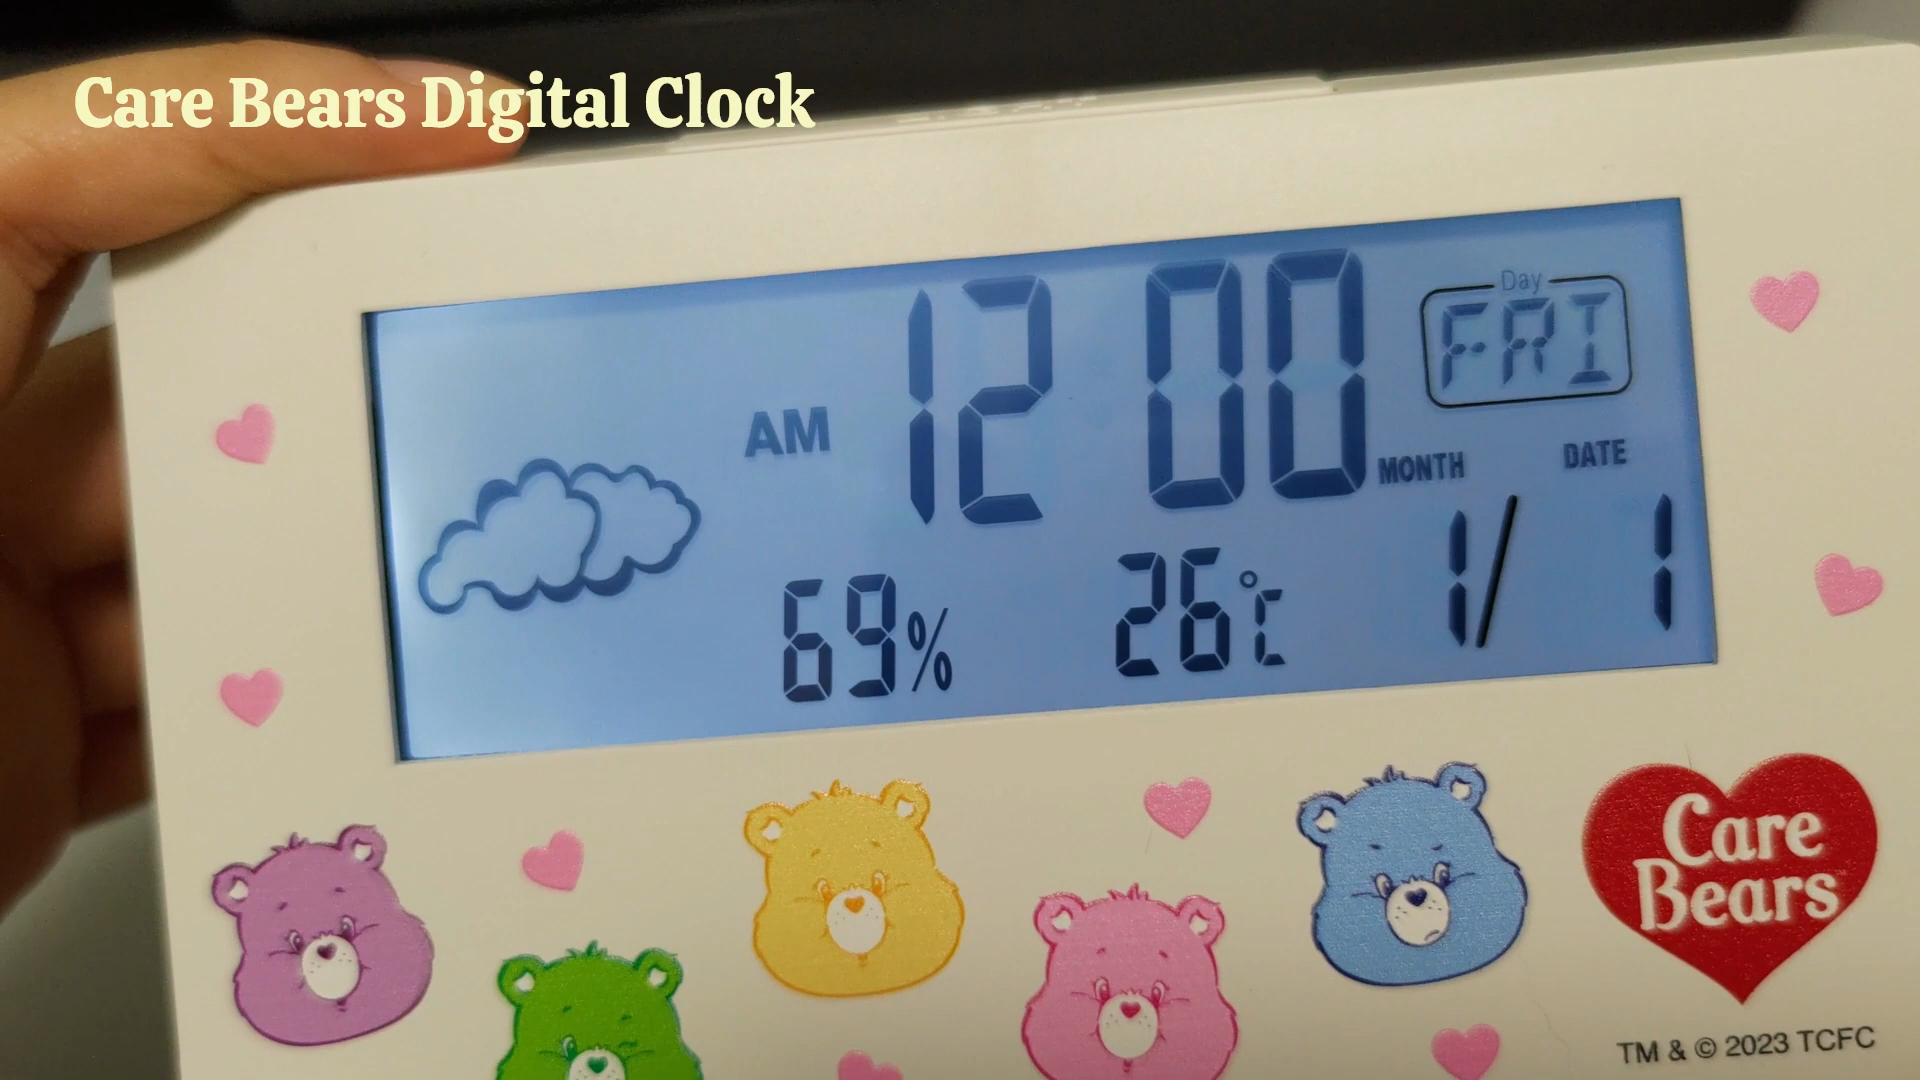 Care Bears Digital Clock
AM 12 00
Day
FRI
MONTH DATE
69% 26°C 1/ 1
Care
Bears
TM & © 2023 TCFC